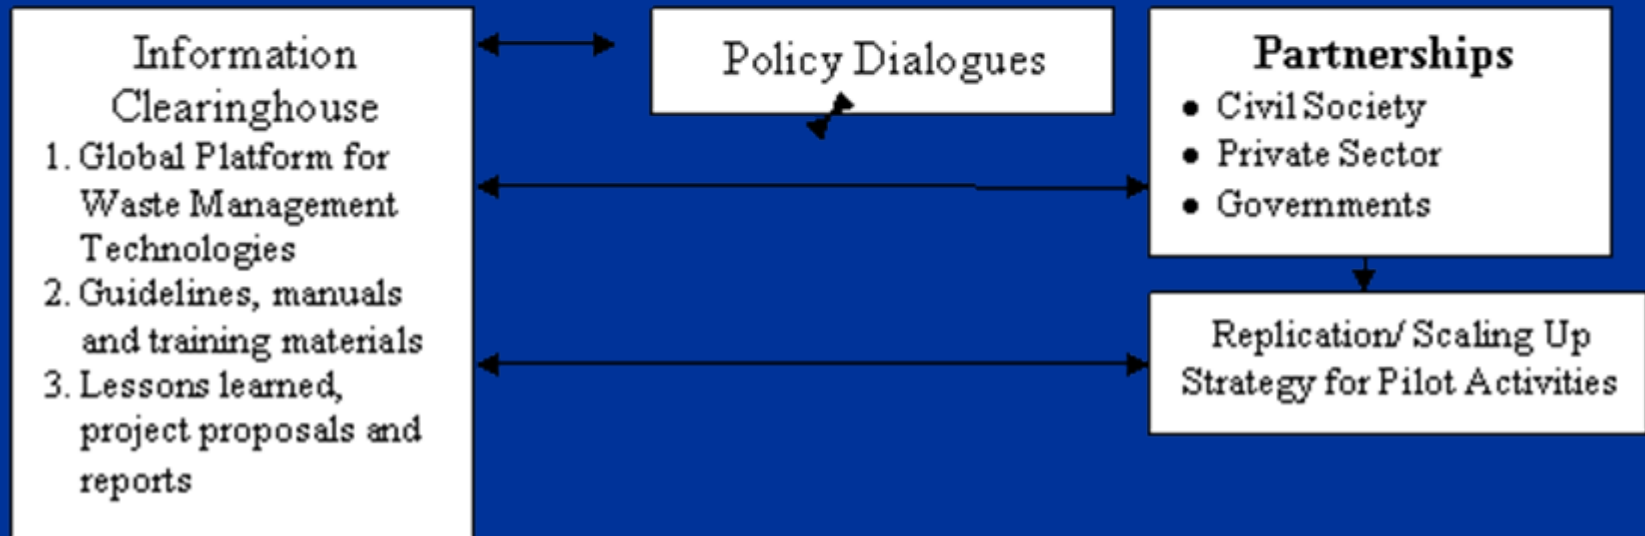 Information
Clearinghouse
1. Global Platform for
Waste Management
Technologies
2. Guidelines, manuals
and training materials
3. Lessons learned,
project proposals and
reports
Policy Dialogues
Partnerships
• Civil Society
• Private Sector
• Governments
Replication/ Scaling Up
Strategy for Pilot Activities